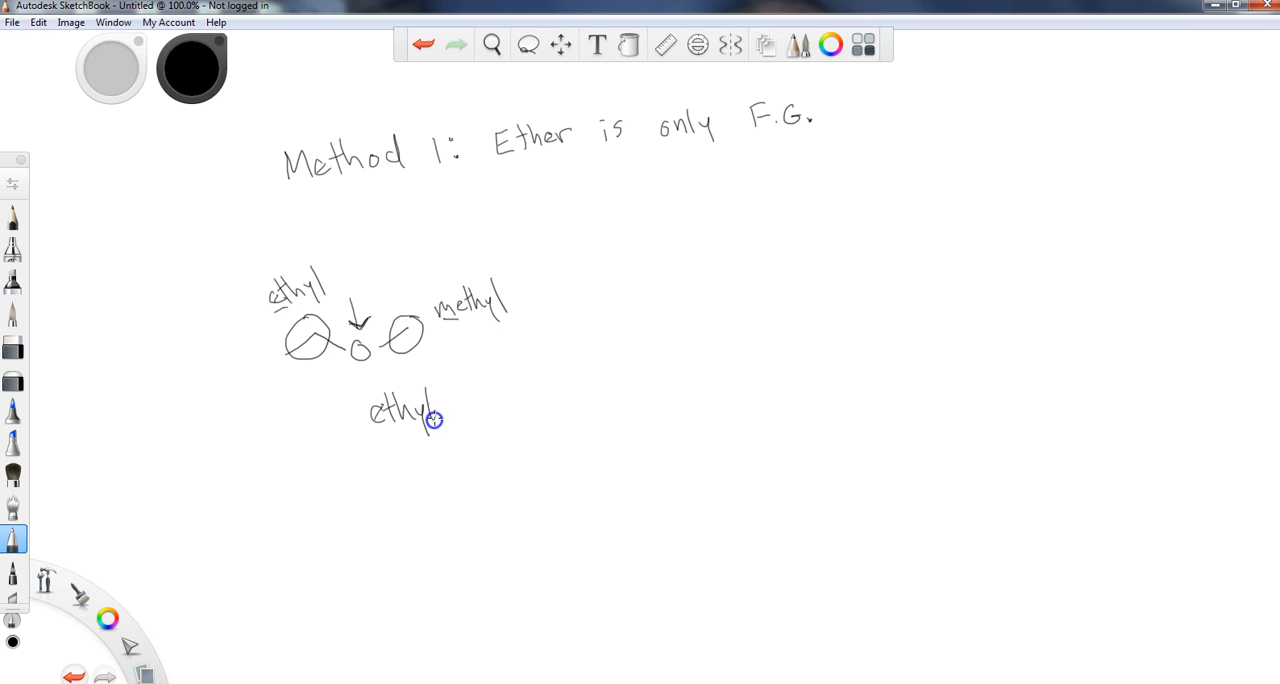 Autodesk SketchBook - Untitled @ 100.0% - Not logged in
File Edit Image Window My Account Help
T
Method 1: Ether is only F.G.
ethyl
methyl
O
ethyl